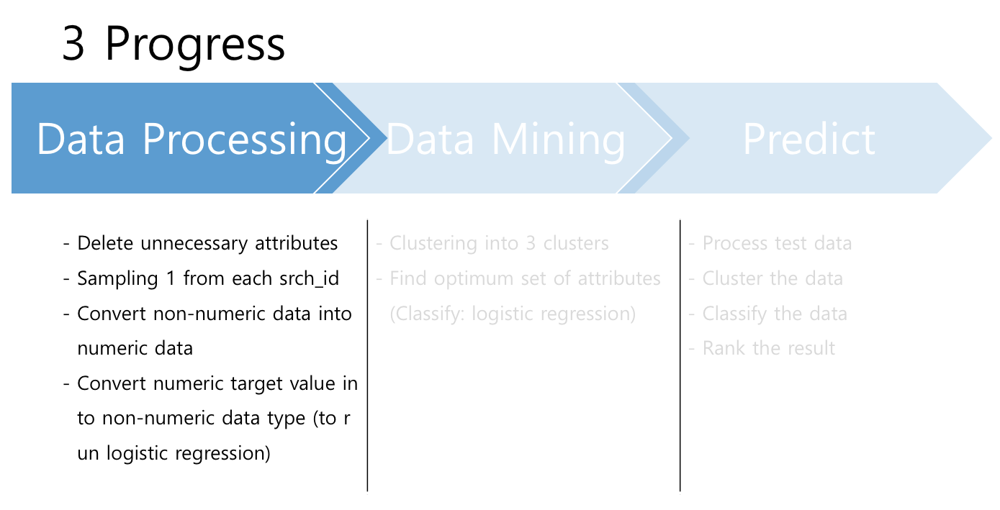 3 Progress
Data Processing
Data Mining
Predict
- Delete unnecessary attributes
- Sampling 1 from each srch_id
- Convert non-numeric data into
numeric data
- Convert numeric target value in
to non-numeric data type (to r
un logistic regression)
- Clustering into 3 clusters
- Find optimum set of attributes
(Classify: logistic regression)
- Process test data
- Cluster the data
- Classify the data
- Rank the result